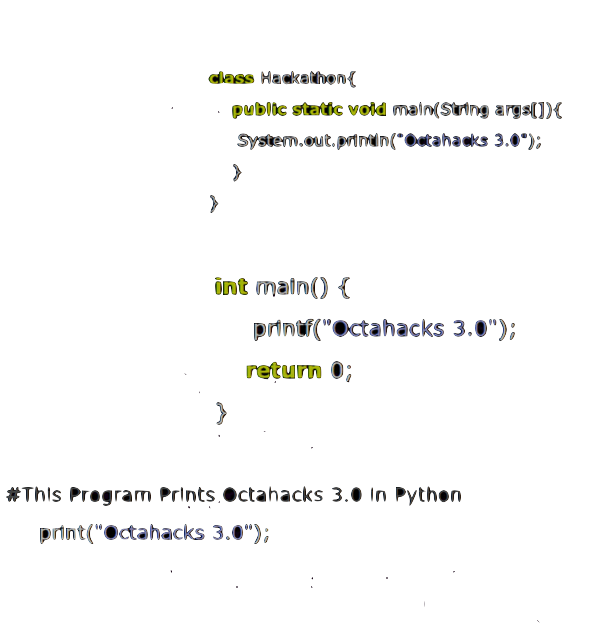 class Hackathon{
public static void main(String args[]){
System.out.println("Octahacks 3.0");
}
}
int main() {
printf("Octahacks 3.0");
return 0;
}
#This Program Prints Octahacks 3.0 in Python
print("Octahacks 3.0");